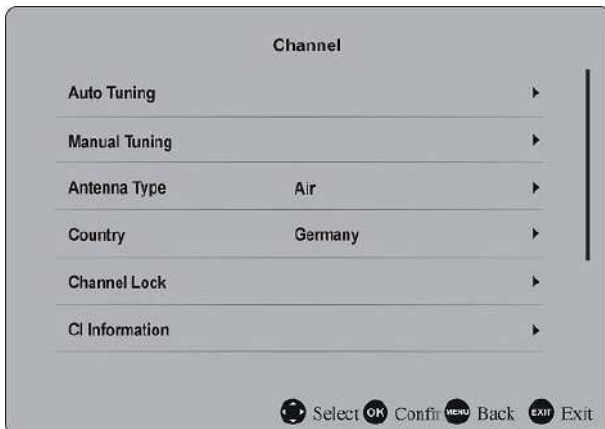 Channel
Auto Tuning
Manual Tuning
Antenna Type Air
Country Germany
Channel Lock
CI Information
Select OK Confir MENU Back EXIT Exit